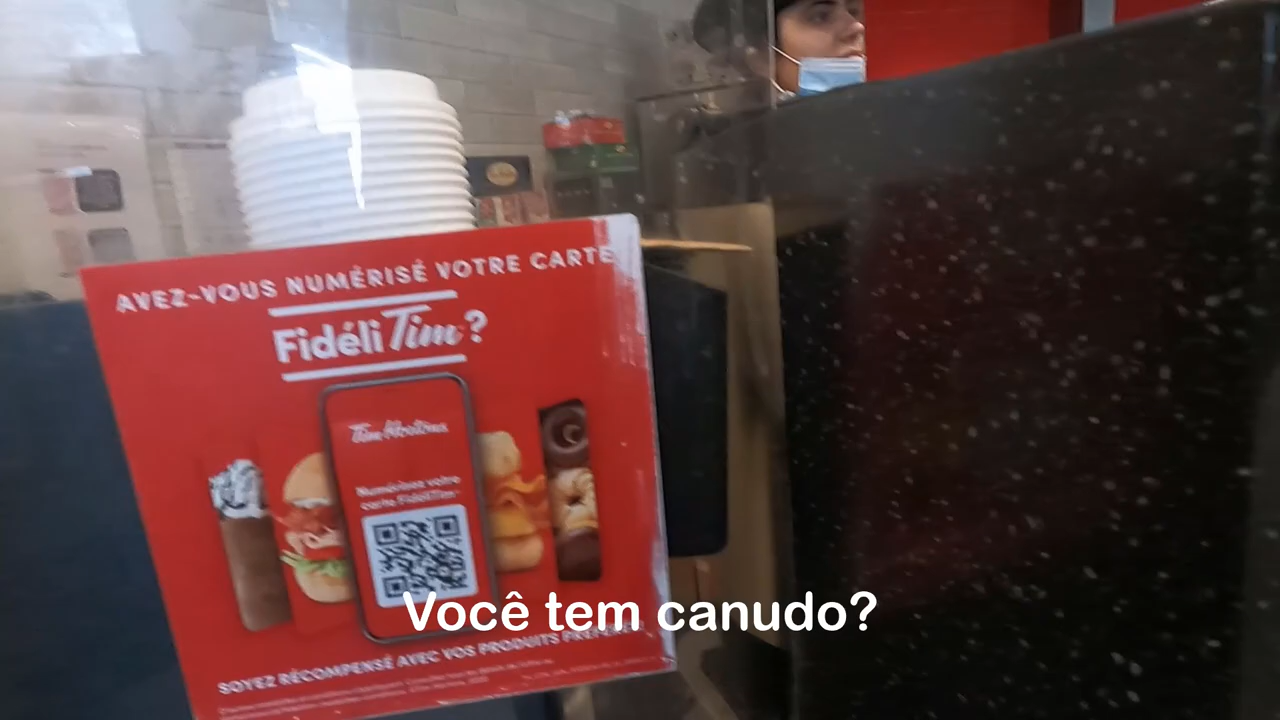 AVEZ-VOUS NUMÉRISÉ VOTRE CARTE
FidéliTim?
Tim Hortons
Numérisez votre
carte FidéliTim
SOYEZ RÉCOMPENSÉ AVEC VOS PRODUITS PRÉFÉRÉS
Você tem canudo?